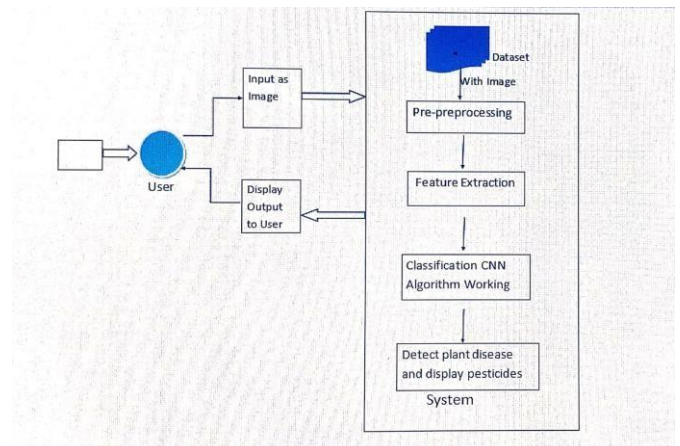 Input as
Image
User
Display
Output
to User
Dataset
With Image
Pre-preprocessing
Feature Extraction
Classification CNN
Algorithm Working
Detect plant disease
and display pesticides
System